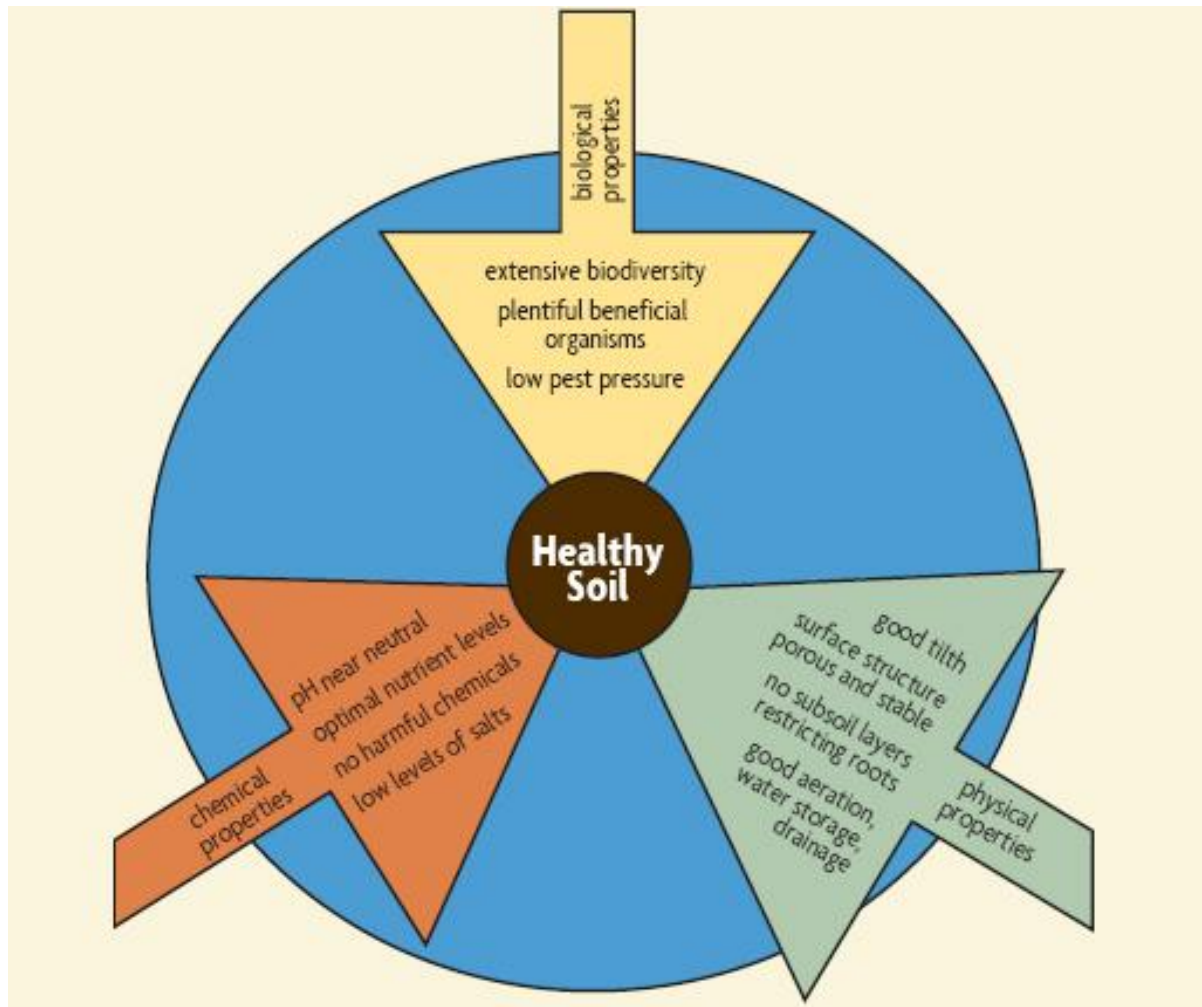 biological
properties
extensive biodiversity
plentiful beneficial
organisms
low pest pressure
Healthy
Soil
pH near neutral
optimal nutrient levels
no harmful chemicals
low levels of salts
chemical
properties
good tilth
surface structure
porous and stable
no subsoil layers
restricting roots
good aeration,
water storage,
drainage
physical
properties